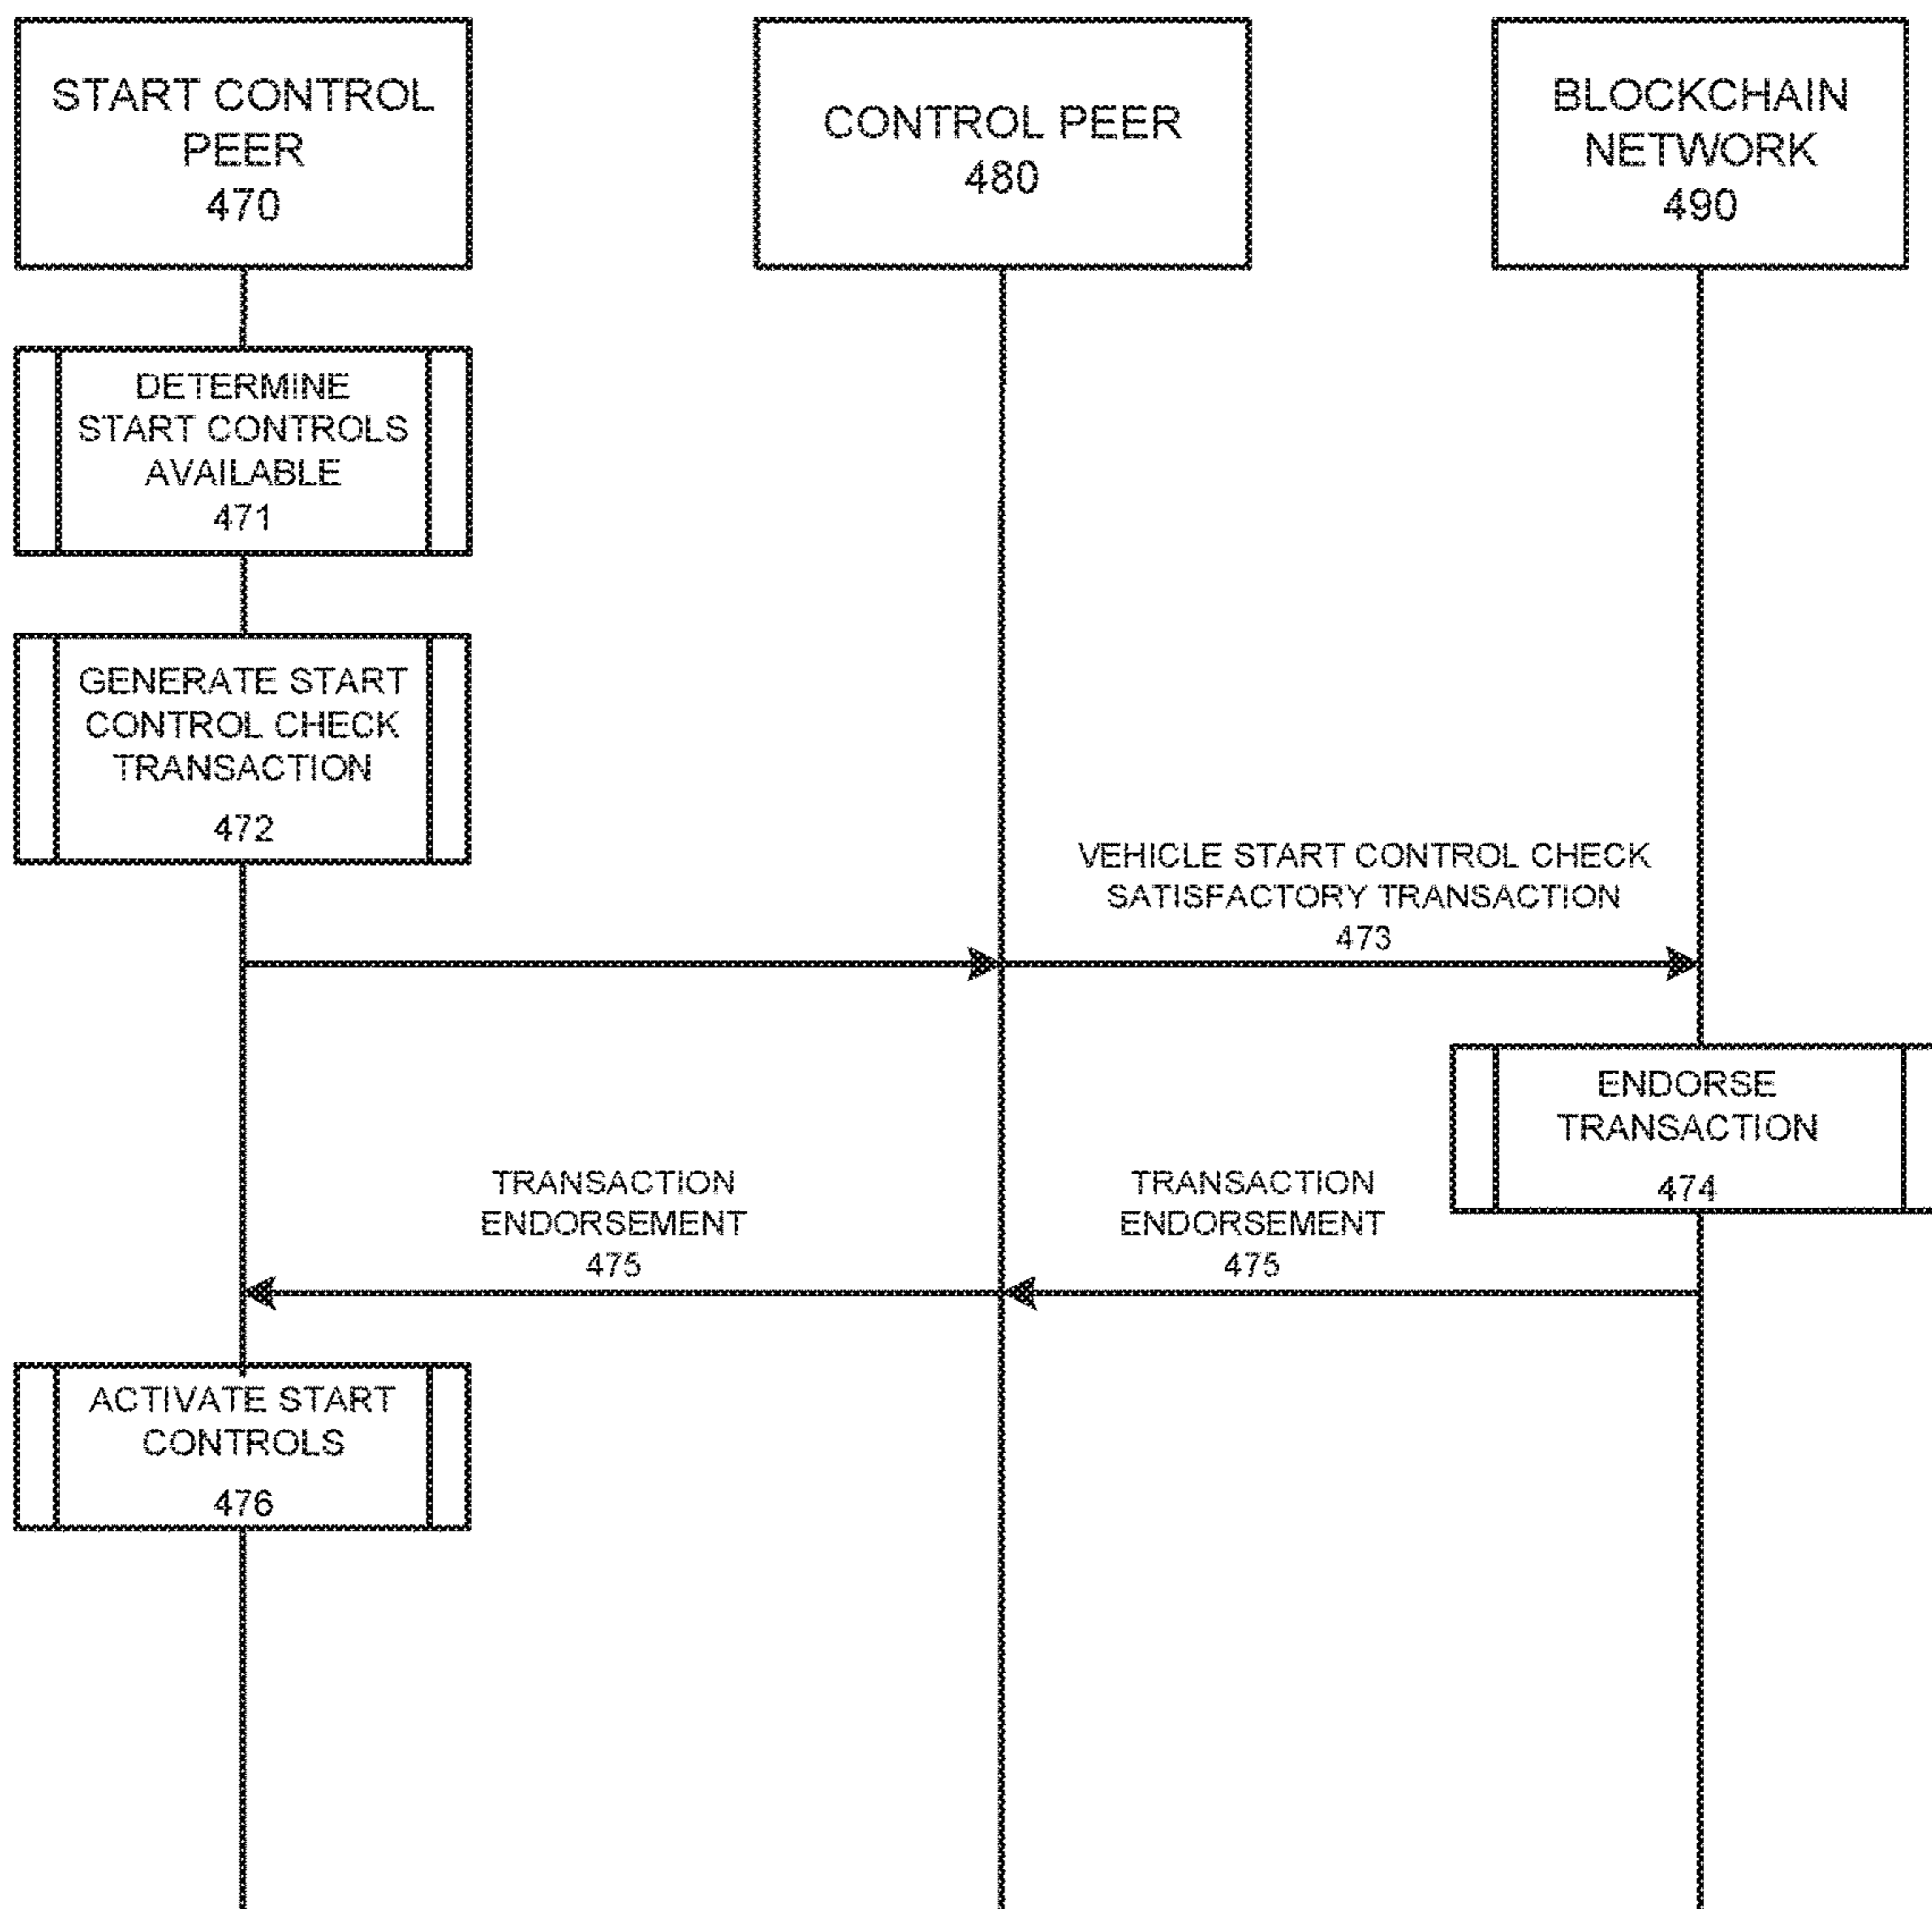 START CONTROL
PEER
470
CONTROL PEER
480
BLOCKCHAIN
NETWORK
490
DETERMINE
START CONTROLS
AVAILABLE
471
GENERATE START
CONTROL CHECK
TRANSACTION
472
VEHICLE START CONTROL CHECK
SATISFACTORY TRANSACTION
473
ENDORSE
TRANSACTION
474
TRANSACTION
ENDORSEMENT
475
TRANSACTION
ENDORSEMENT
475
ACTIVATE START
CONTROLS
476